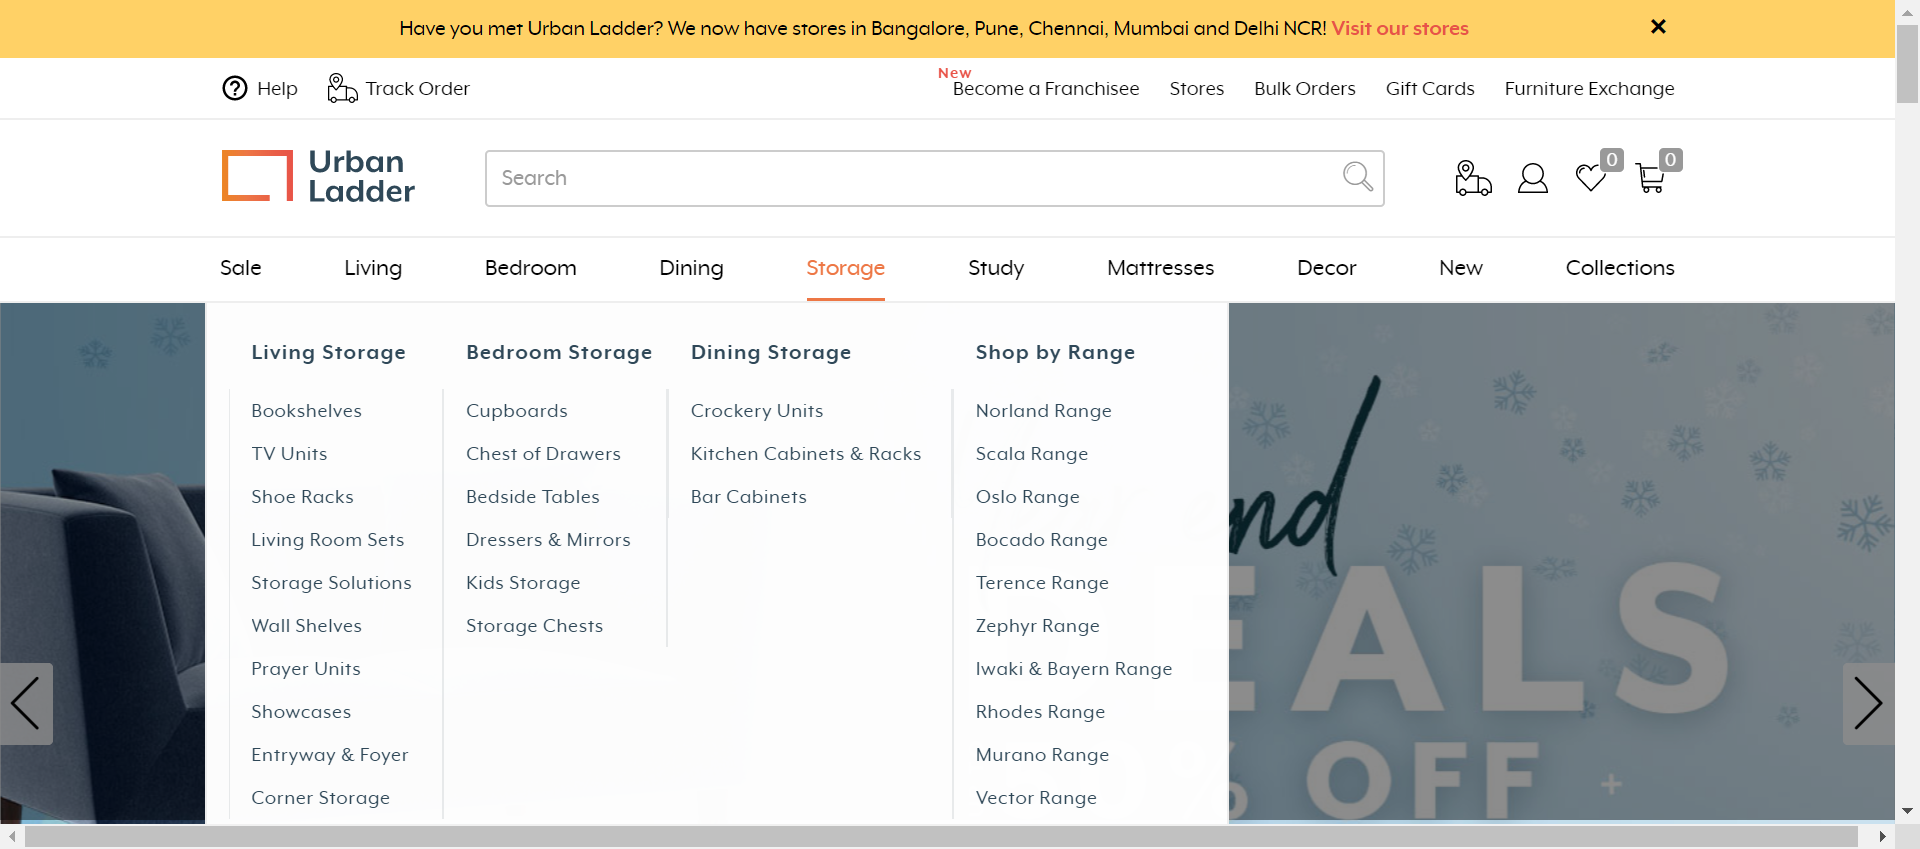 Have you met Urban Ladder? We now have stores in Bangalore, Pune, Chennai, Mumbai and Delhi NCR! Visit our stores
Help
Track Order
New
Become a Franchisee
Stores
Bulk Orders
Gift Cards
Furniture Exchange
Urban
Ladder
Search
0
0
Sale
Living
Bedroom
Dining
Storage
Study
Mattresses
Decor
New
Collections
Living Storage
Bookshelves
TV Units
Shoe Racks
Living Room Sets
Storage Solutions
Wall Shelves
Prayer Units
Showcases
Entryway & Foyer
Corner Storage
Bedroom Storage
Cupboards
Chest of Drawers
Bedside Tables
Dressers & Mirrors
Kids Storage
Storage Chests
Dining Storage
Crockery Units
Kitchen Cabinets & Racks
Bar Cabinets
Shop by Range
Norland Range
Scala Range
Oslo Range
Bocado Range
Terence Range
Zephyr Range
Iwaki & Bayern Range
Rhodes Range
Murano Range
Vector Range
nd
EALS
% OFF +